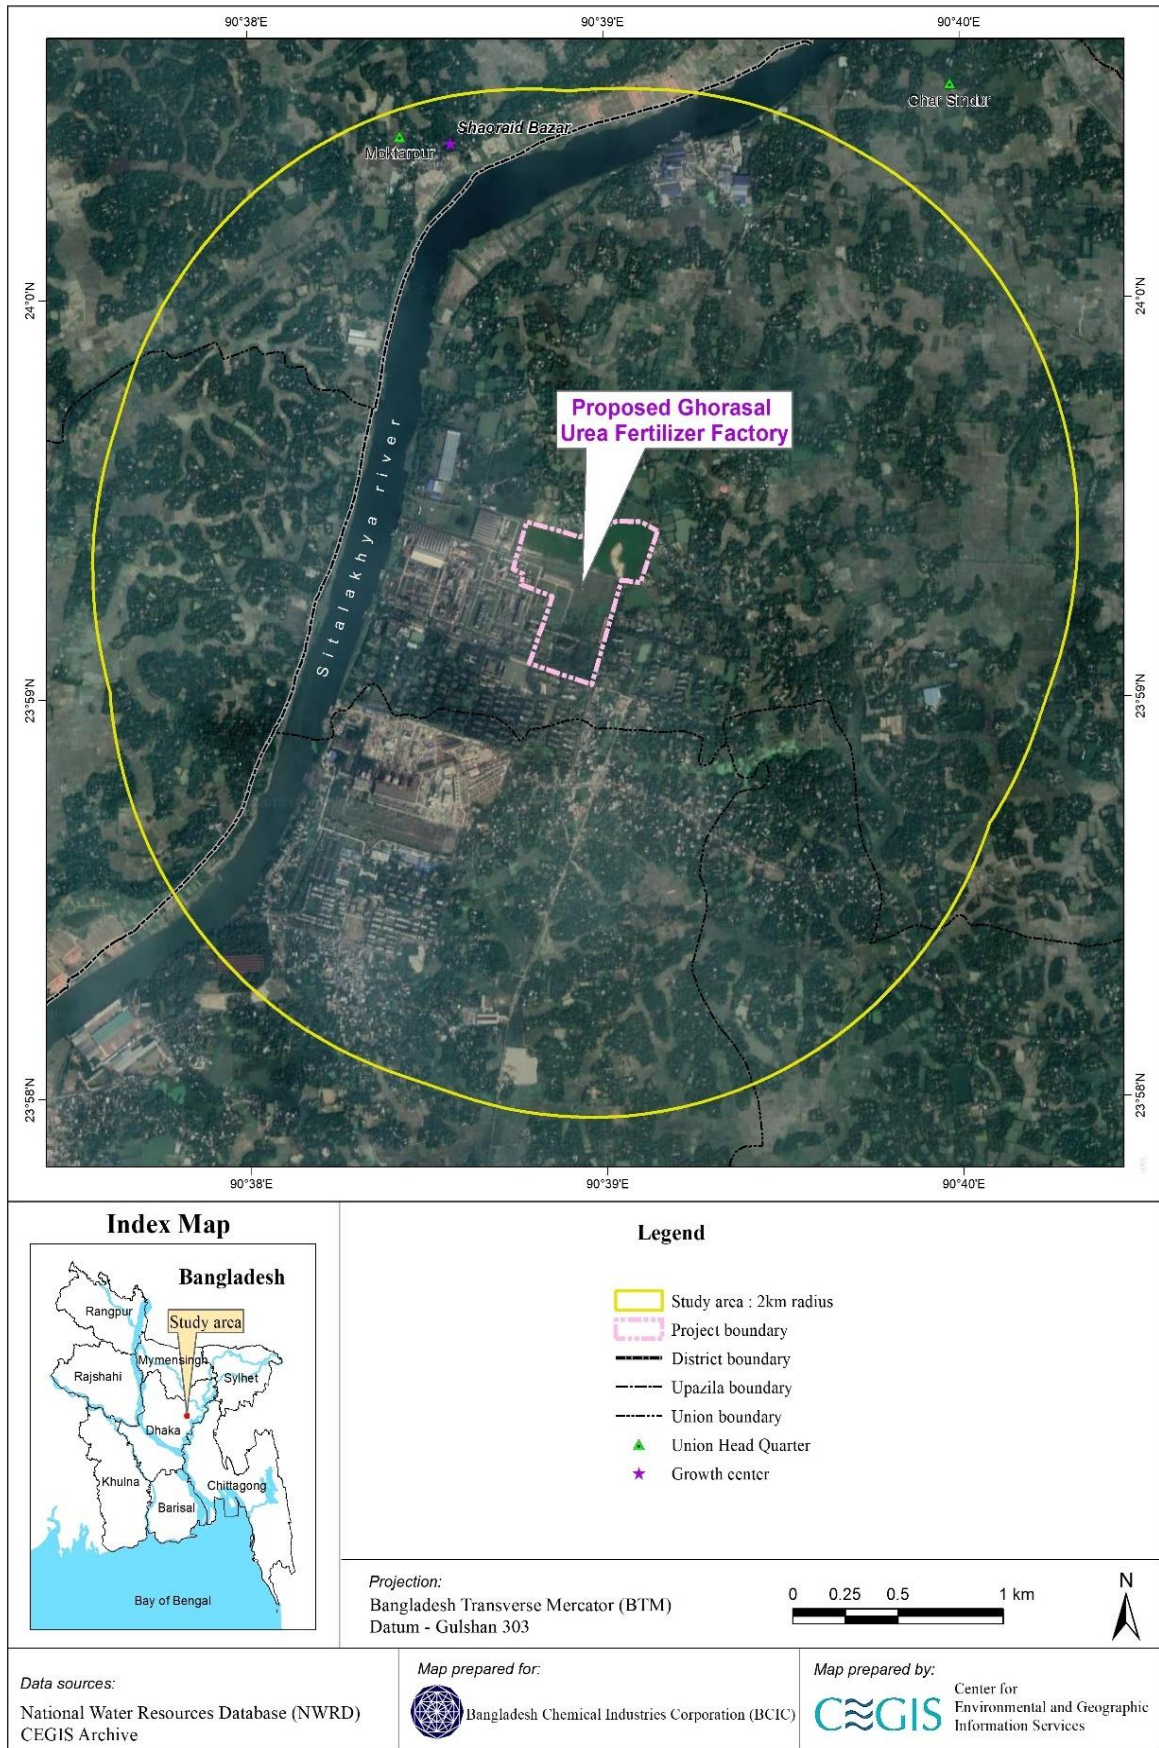 90°38'E
90°39'E
90°40'E
Char Sindur
Shaoraid Bazar
Moktarpur
24°0'N
24°0'N
Proposed Ghorasal
Urea Fertilizer Factory
Sitalakhya river
23°59'N
23°59'N
23°58'N
23°58'N
90°38'E
90°39'E
90°40'E
Index Map
Bangladesh
Rangpur
Study area
Mymensingh
Rajshahi
Sylhet
Dhaka
Khulna
Chittagong
Barisal
Bay of Bengal
Legend
Study area : 2km radius
Project boundary
District boundary
Upazila boundary
Union boundary
Union Head Quarter
Growth center
Projection:
Bangladesh Transverse Mercator (BTM)
Datum - Gulshan 303
0 0.25 0.5 1 km
N
Data sources:
National Water Resources Database (NWRD)
CEGIS Archive
Map prepared for:
Bangladesh Chemical Industries Corporation (BCIC)
Map prepared by:
CEGIS
Center for
Environmental and Geographic
Information Services